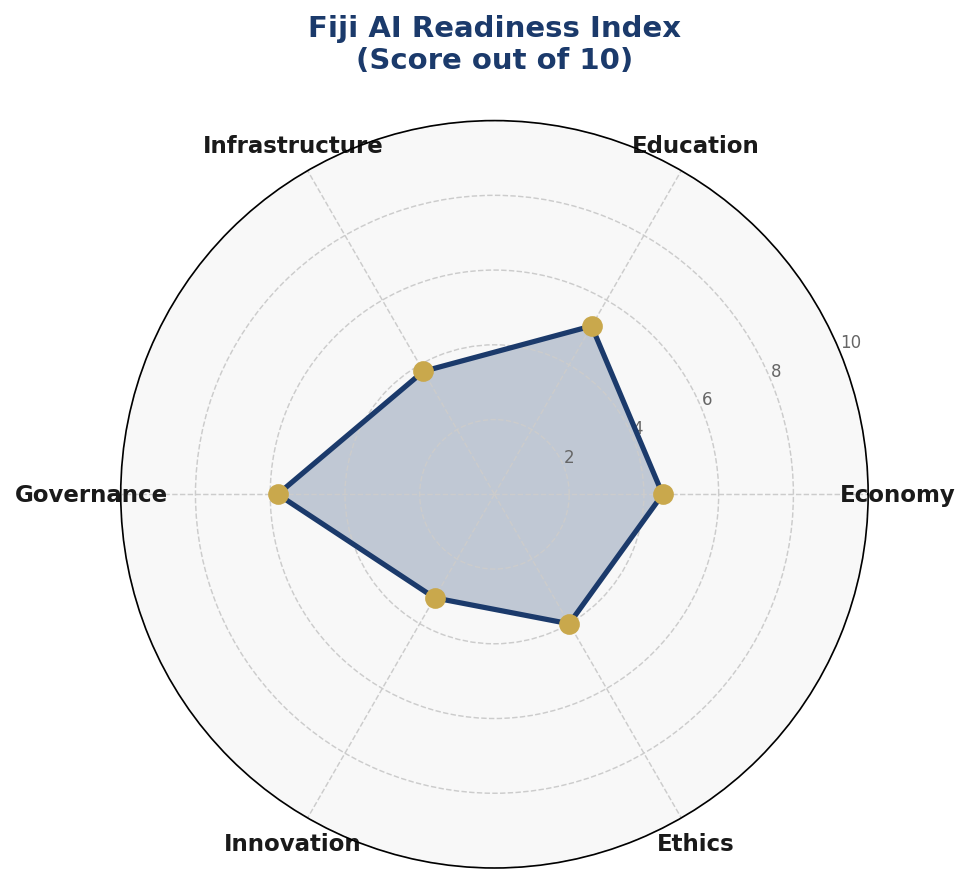 Fiji AI Readiness Index
(Score out of 10)
Infrastructure
Education
10
8
6
4
2
Governance
Economy
Innovation
Ethics